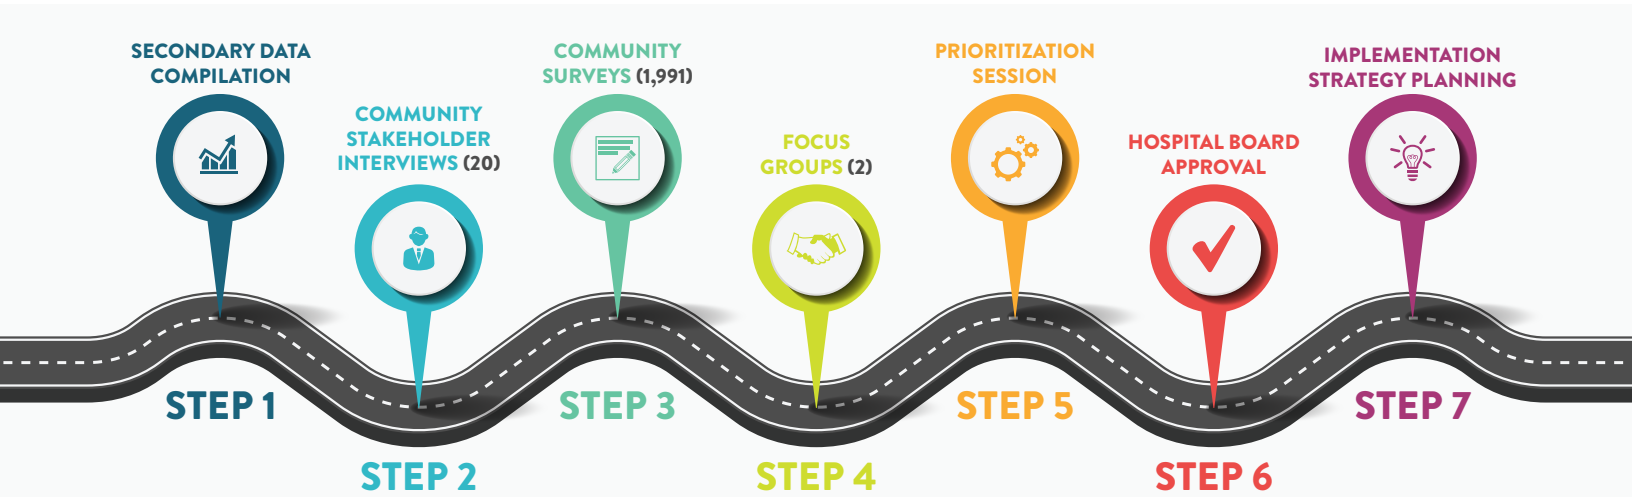 SECONDARY DATA
COMPILATION
STEP 1
COMMUNITY
STAKEHOLDER
INTERVIEWS (20)
STEP 2
COMMUNITY
SURVEYS (1,991)
STEP 3
FOCUS
GROUPS (2)
STEP 4
PRIORITIZATION
SESSION
STEP 5
HOSPITAL BOARD
APPROVAL
STEP 6
IMPLEMENTATION
STRATEGY PLANNING
STEP 7